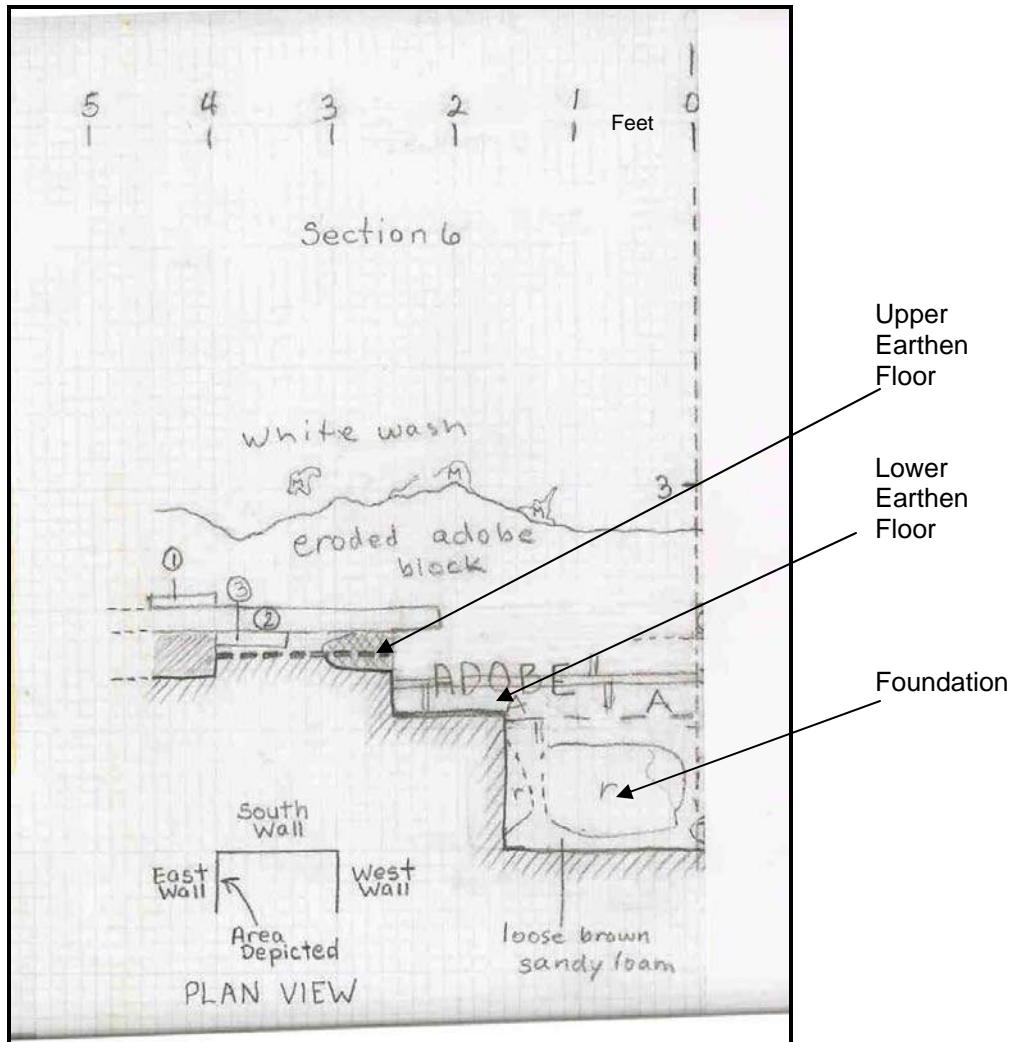 5 4 3 2 1 0
Feet
Section 6
white wash
M M M
3
eroded adobe
block
①
③
②
ADOBE
A A
r r
South
Wall
East
Wall
West
Wall
Area
Depicted
PLAN VIEW
loose brown
sandy loam
Upper
Earthen
Floor
Lower
Earthen
Floor
Foundation